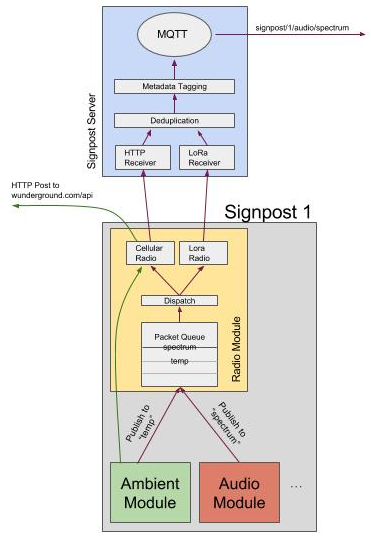 MQTT
signpost/1/audio/spectrum
Metadata Tagging
Deduplication
Signpost Server
HTTP
Receiver
LoRa
Receiver
HTTP Post to
wunderground.com/api
Signpost 1
Cellular
Radio
Lora
Radio
Dispatch
Packet Queue
spectrum
temp
Radio Module
Publish to
"temp"
Publish to
"spectrum"
Ambient
Module
Audio
Module
...